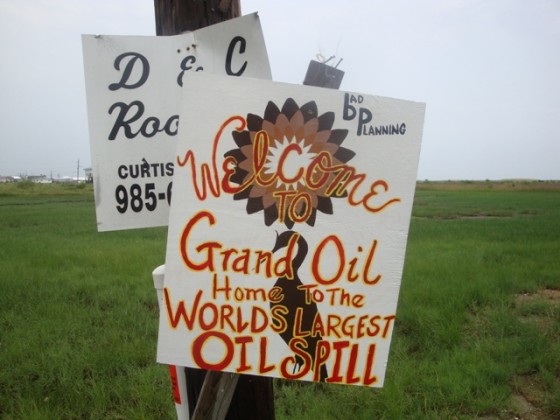 D & C
Roo
CURTIS
985-
bad
Planning
Welcome
To
Grand Oil
Home To The
WORLDS LARGEST
OIL SPILL